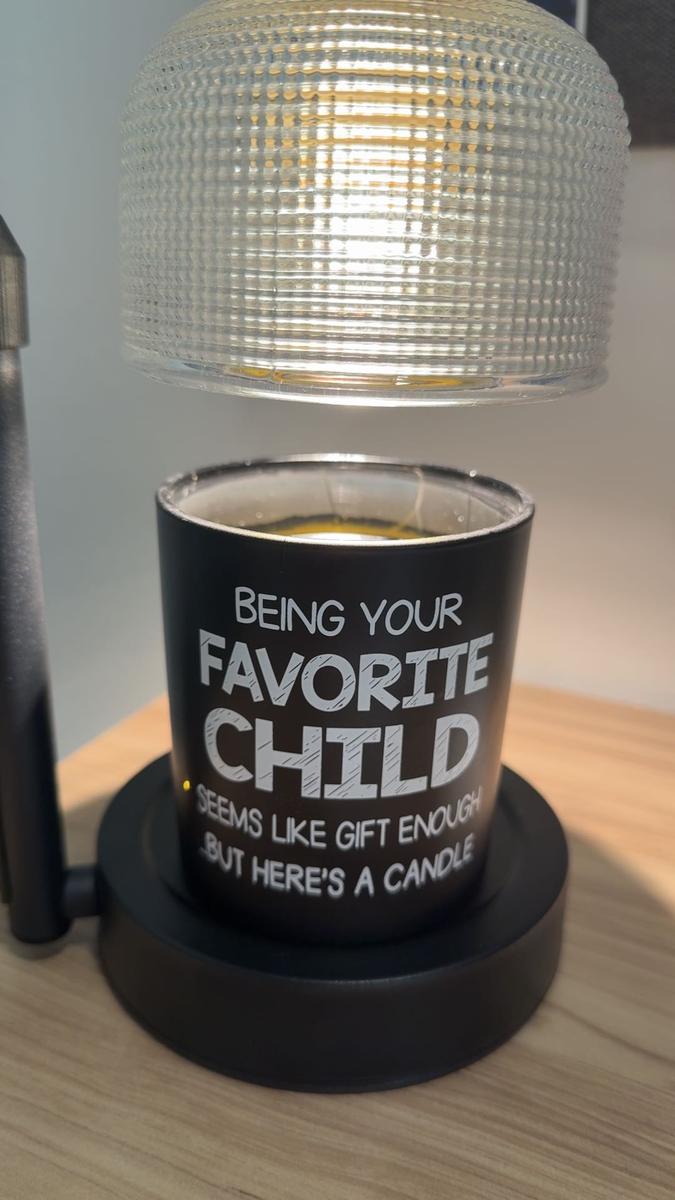 BEING YOUR
FAVORITE
CHILD
SEEMS LIKE GIFT ENOUGH
...BUT HERE'S A CANDLE